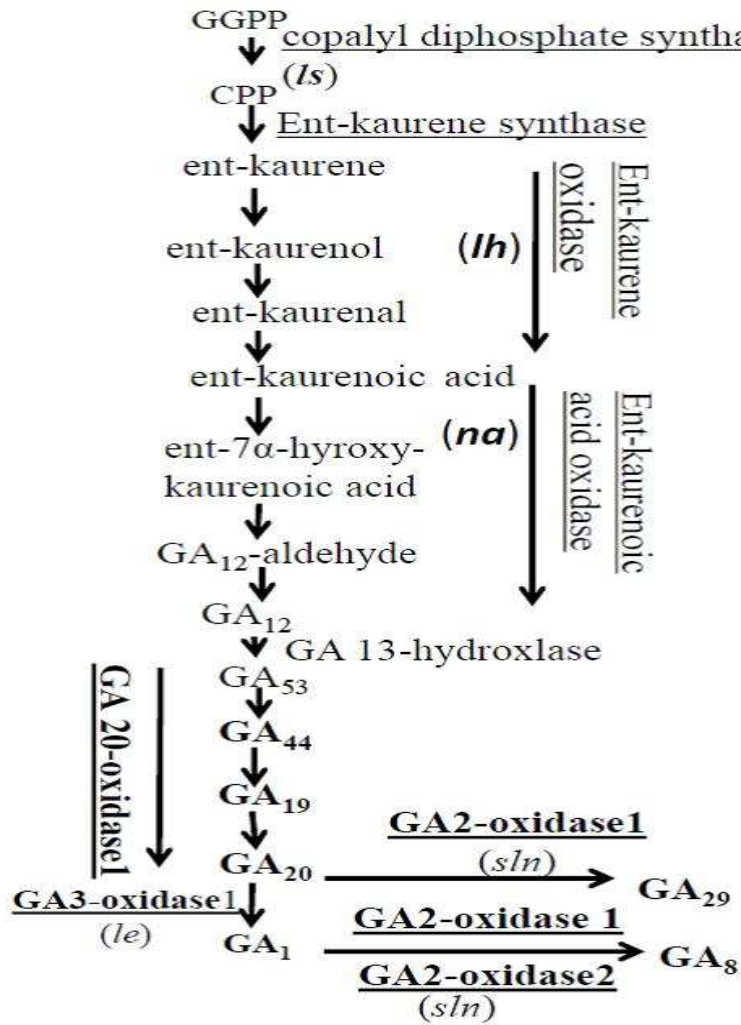 GGPP
copalyl diphosphate syntha
(ls)
CPP
Ent-kaurene synthase
ent-kaurene
Ent-kaurene
oxidase
ent-kaurenol
(lh)
ent-kaurenal
ent-kaurenoic acid
(na)
Ent-kaurenoic
acid oxidase
ent-7α-hyroxy-
kaurenoic acid
GA12-aldehyde
GA12
GA 13-hydroxlase
GA53
GA 20-oxidase1
GA44
GA19
GA2-oxidase1
(sln)
GA20
GA29
GA3-oxidase1
(le)
GA2-oxidase 1
GA1
GA8
GA2-oxidase2
(sln)